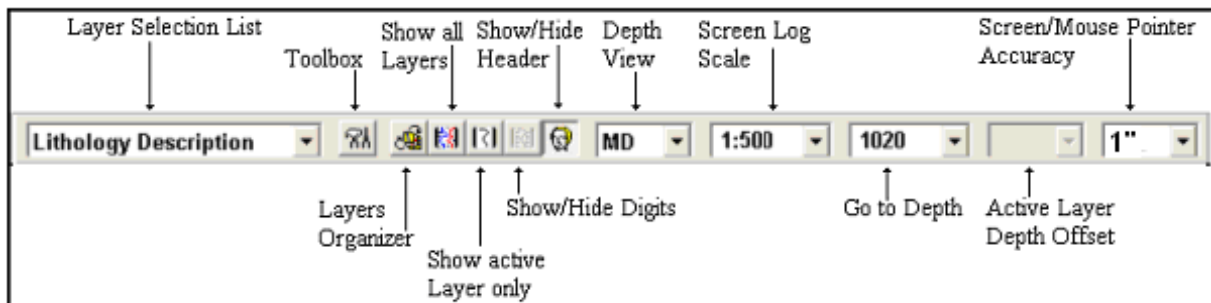 Layer Selection List
Toolbox
Show all
Layers
Show/Hide
Header
Depth
View
Screen Log
Scale
Screen/Mouse Pointer
Accuracy
Lithology Description
MD
1:500
1020
1"
Layers
Organizer
Show active
Layer only
Show/Hide Digits
Go to Depth
Active Layer
Depth Offset